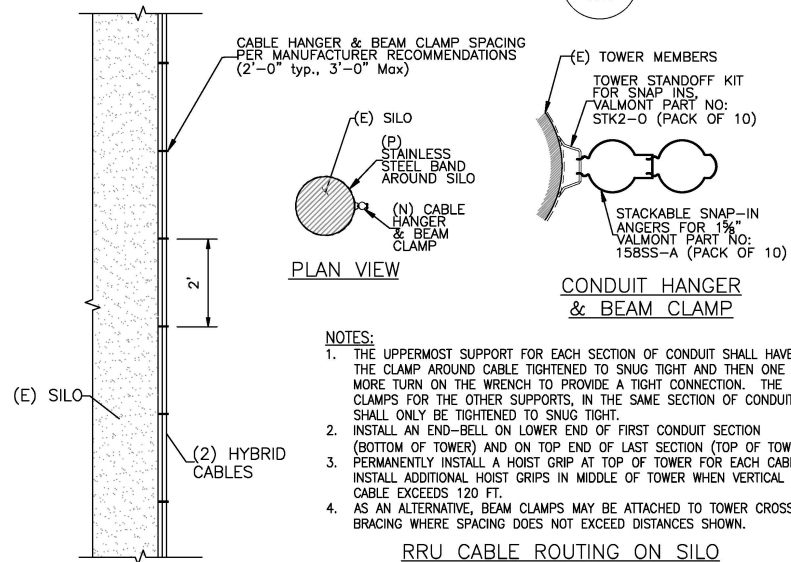 CABLE HANGER & BEAM CLAMP SPACING
PER MANUFACTURER RECOMMENDATIONS
(2'-0" typ., 3'-0" Max)
(E) SILO
(P)
STAINLESS
STEEL BAND
AROUND SILO
(N) CABLE
HANGER
& BEAM
CLAMP
PLAN VIEW
(E) TOWER MEMBERS
TOWER STANDOFF KIT
FOR SNAP INS,
VALMONT PART NO:
STK2-O (PACK OF 10)
STACKABLE SNAP-IN
ANGERS FOR 1⅝"
VALMONT PART NO:
158SS-A (PACK OF 10)
CONDUIT HANGER
& BEAM CLAMP
2'
(E) SILO
(2) HYBRID
CABLES
NOTES:
1. THE UPPERMOST SUPPORT FOR EACH SECTION OF CONDUIT SHALL HAVE
THE CLAMP AROUND CABLE TIGHTENED TO SNUG TIGHT AND THEN ONE
MORE TURN ON THE WRENCH TO PROVIDE A TIGHT CONNECTION. THE
CLAMPS FOR THE OTHER SUPPORTS, IN THE SAME SECTION OF CONDUIT
SHALL ONLY BE TIGHTENED TO SNUG TIGHT.
2. INSTALL AN END-BELL ON LOWER END OF FIRST CONDUIT SECTION
(BOTTOM OF TOWER) AND ON TOP END OF LAST SECTION (TOP OF TOW
3. PERMANENTLY INSTALL A HOIST GRIP AT TOP OF TOWER FOR EACH CABL
INSTALL ADDITIONAL HOIST GRIPS IN MIDDLE OF TOWER WHEN VERTICAL
CABLE EXCEEDS 120 FT.
4. AS AN ALTERNATIVE, BEAM CLAMPS MAY BE ATTACHED TO TOWER CROSS
BRACING WHERE SPACING DOES NOT EXCEED DISTANCES SHOWN.
RRU CABLE ROUTING ON SILO